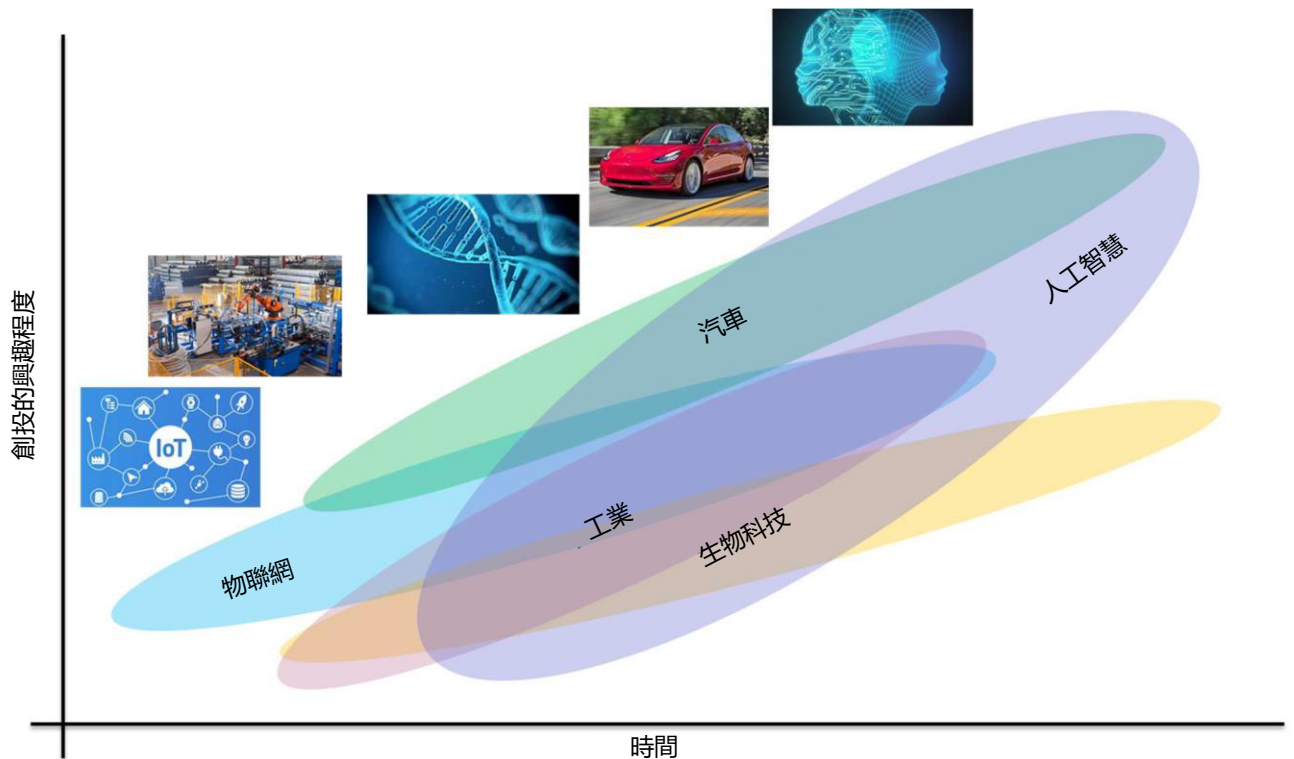 IoT
人工智慧
汽車
創投的興趣程度
工業
生物科技
物聯網
時間